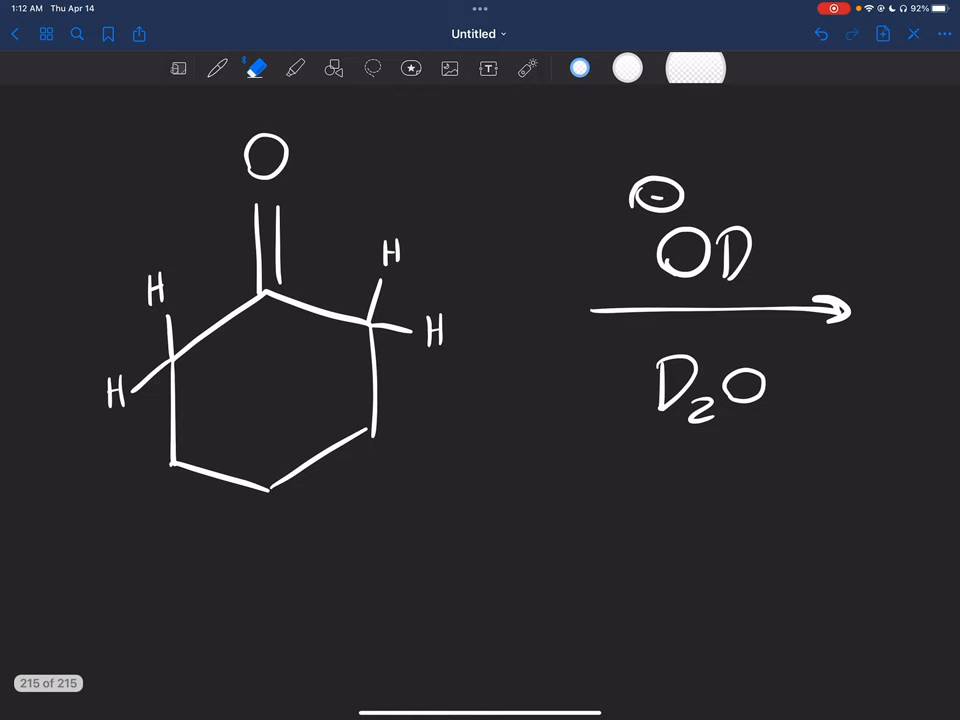 1:12 AM Thu Apr 14
92%
Untitled
T
O
H
H
H
H
⊖
OD
D₂O
215 of 215